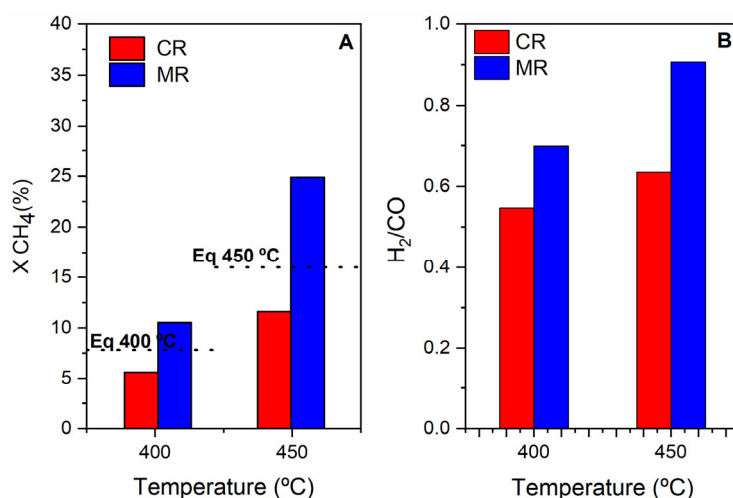 A
CR
MR
X CH₄(%)
40
35
30
25
20
15
10
5
0
Eq 450 ºC
Eq 400 ºC
400
450
Temperature (ºC)
B
CR
MR
H₂/CO
1.0
0.8
0.6
0.4
0.2
0.0
400
450
Temperature (ºC)